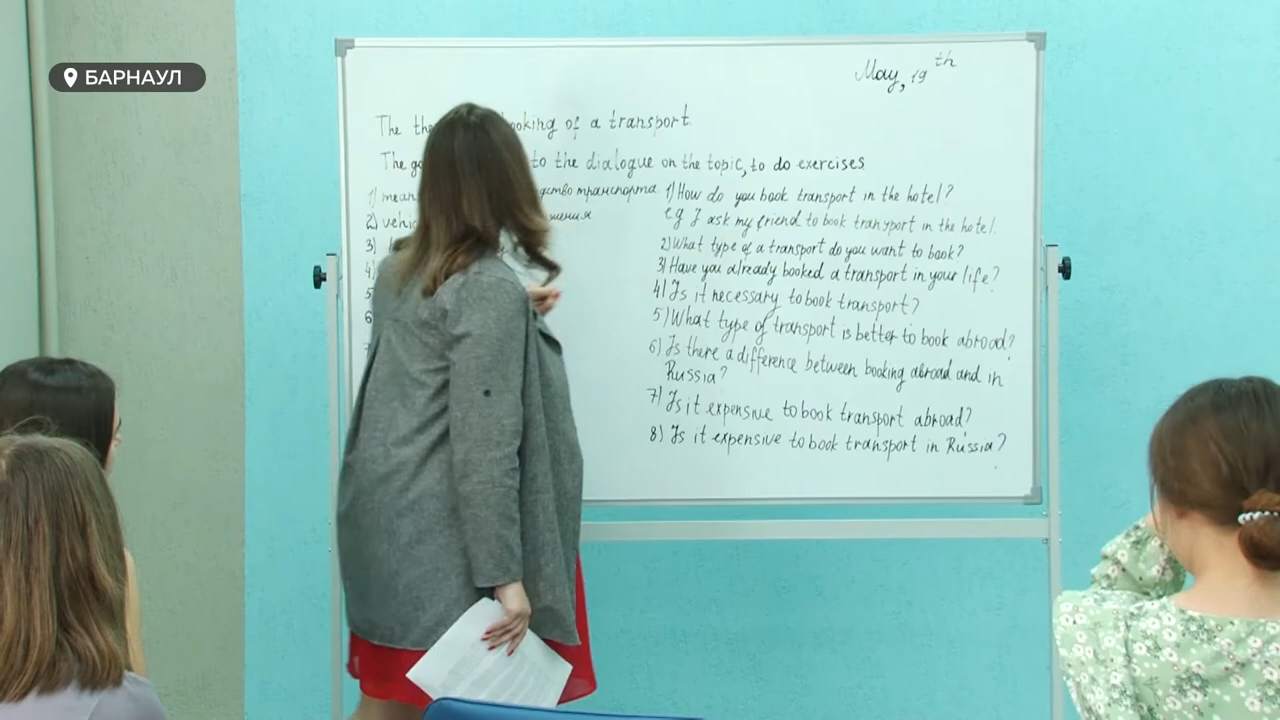 БАРНАУЛ
May, 19th
The ooking of a transport
The to the dialogue on the topic, to do exercises
1) mean дство транспорта
2) vehic шения
3)
4)
5
6
1) How do you book transport in the hotel?
e.g I ask my friend to book transport in the hotel.
2) What type of a transport do you want to book?
3) Have you already booked a transport in your life?
4) Is it necessary to book transport?
5) What type of transport is better to book abroad?
6) Is there a difference between booking abroad and in
Russia?
7) Is it expensive to book transport abroad?
8) Is it expensive to book transport in Russia?